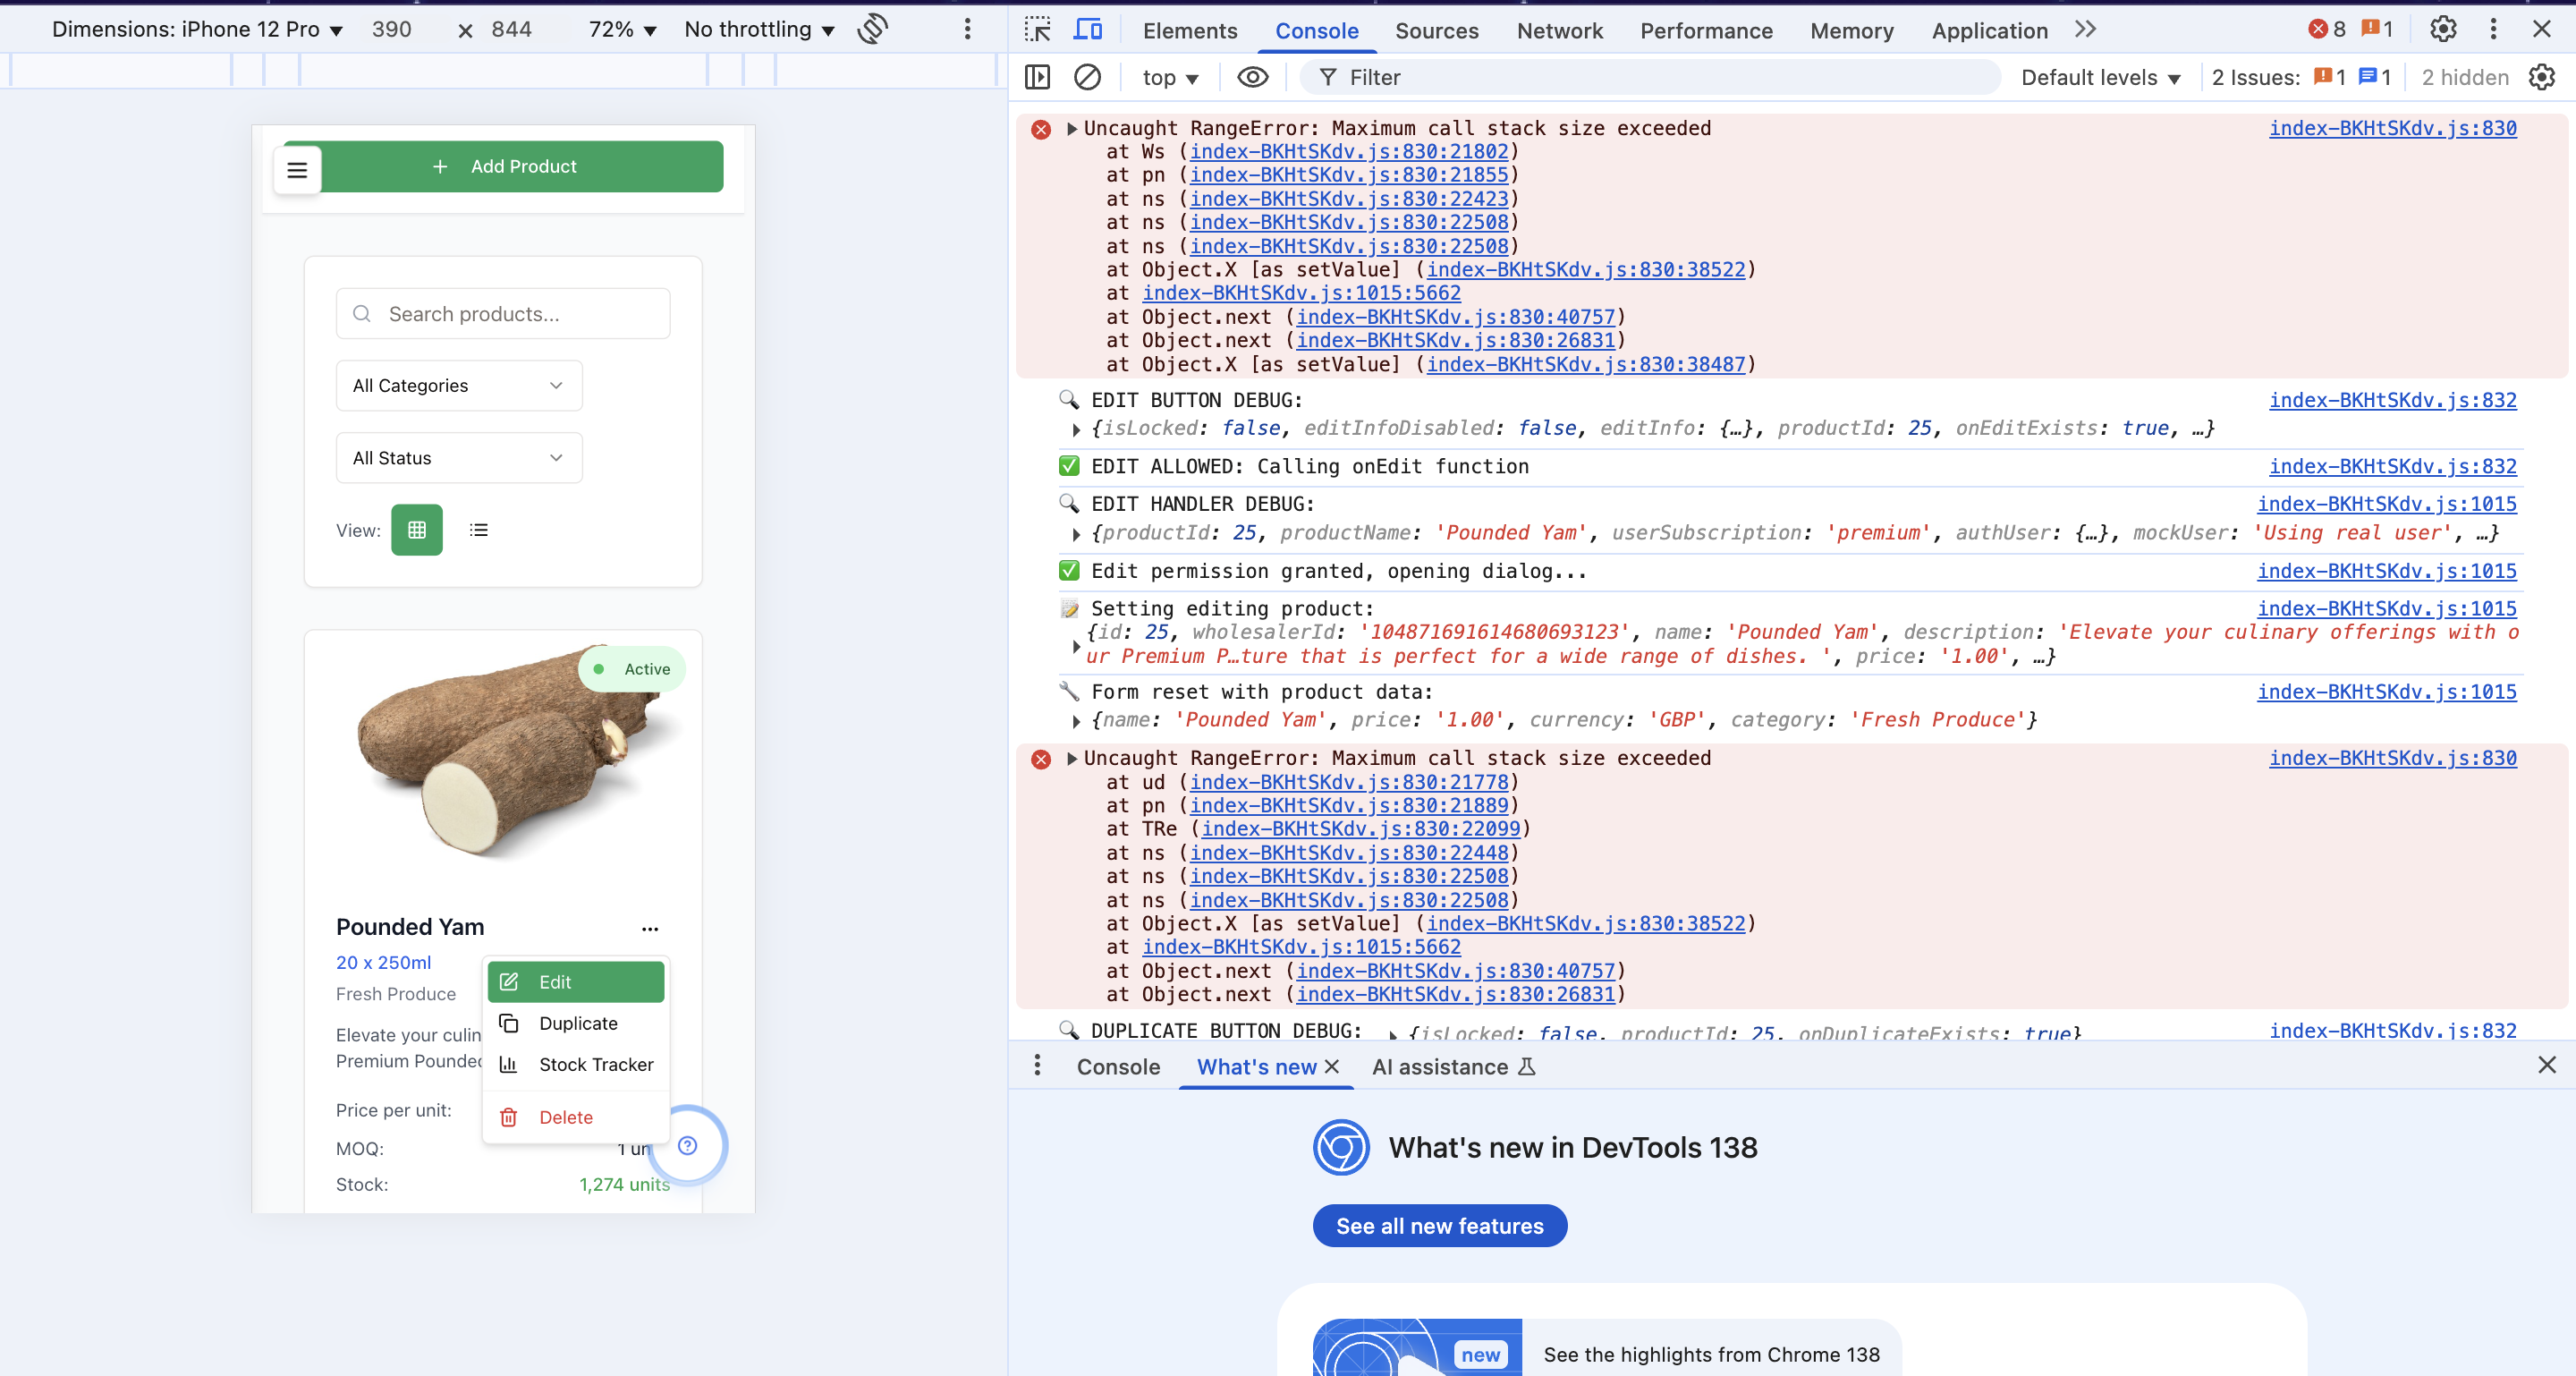 Dimensions: iPhone 12 Pro ▼ 390 × 844 72% ▼ No throttling ▼
Elements Console Sources Network Performance Memory Application 8 1
top ▼ Filter Default levels ▼ 2 Issues: 1 1 2 hidden
Add Product
Search products...
All Categories
All Status
View:
Active
Pounded Yam
20 x 250ml
Fresh Produce
Elevate your culin
Premium Pounded
Price per unit:
MOQ: 1 un
Stock: 1,274 units
Edit
Duplicate
Stock Tracker
Delete
Uncaught RangeError: Maximum call stack size exceeded index-BKHtSKdv.js:830
at Ws (index-BKHtSKdv.js:830:21802)
at pn (index-BKHtSKdv.js:830:21855)
at ns (index-BKHtSKdv.js:830:22423)
at ns (index-BKHtSKdv.js:830:22508)
at ns (index-BKHtSKdv.js:830:22508)
at Object.X [as setValue] (index-BKHtSKdv.js:830:38522)
at index-BKHtSKdv.js:1015:5662
at Object.next (index-BKHtSKdv.js:830:40757)
at Object.next (index-BKHtSKdv.js:830:26831)
at Object.X [as setValue] (index-BKHtSKdv.js:830:38487)
🔍 EDIT BUTTON DEBUG: index-BKHtSKdv.js:832
{isLocked: false, editInfoDisabled: false, editInfo: {…}, productId: 25, onEditExists: true, …}
✅ EDIT ALLOWED: Calling onEdit function index-BKHtSKdv.js:832
🔍 EDIT HANDLER DEBUG: index-BKHtSKdv.js:1015
{productId: 25, productName: 'Pounded Yam', userSubscription: 'premium', authUser: {…}, mockUser: 'Using real user', …}
✅ Edit permission granted, opening dialog... index-BKHtSKdv.js:1015
📝 Setting editing product: index-BKHtSKdv.js:1015
{id: 25, wholesalerId: '104871691614680693123', name: 'Pounded Yam', description: 'Elevate your culinary offerings with o
ur Premium P…ture that is perfect for a wide range of dishes. ', price: '1.00', …}
🔧 Form reset with product data: index-BKHtSKdv.js:1015
{name: 'Pounded Yam', price: '1.00', currency: 'GBP', category: 'Fresh Produce'}
Uncaught RangeError: Maximum call stack size exceeded index-BKHtSKdv.js:830
at ud (index-BKHtSKdv.js:830:21778)
at pn (index-BKHtSKdv.js:830:21889)
at TRe (index-BKHtSKdv.js:830:22099)
at ns (index-BKHtSKdv.js:830:22448)
at ns (index-BKHtSKdv.js:830:22508)
at ns (index-BKHtSKdv.js:830:22508)
at Object.X [as setValue] (index-BKHtSKdv.js:830:38522)
at index-BKHtSKdv.js:1015:5662
at Object.next (index-BKHtSKdv.js:830:40757)
at Object.next (index-BKHtSKdv.js:830:26831)
🔍 DUPLICATE BUTTON DEBUG: {isLocked: false, productId: 25, onDuplicateExists: true} index-BKHtSKdv.js:832
Console What's new AI assistance
What's new in DevTools 138
See all new features
new
See the highlights from Chrome 138